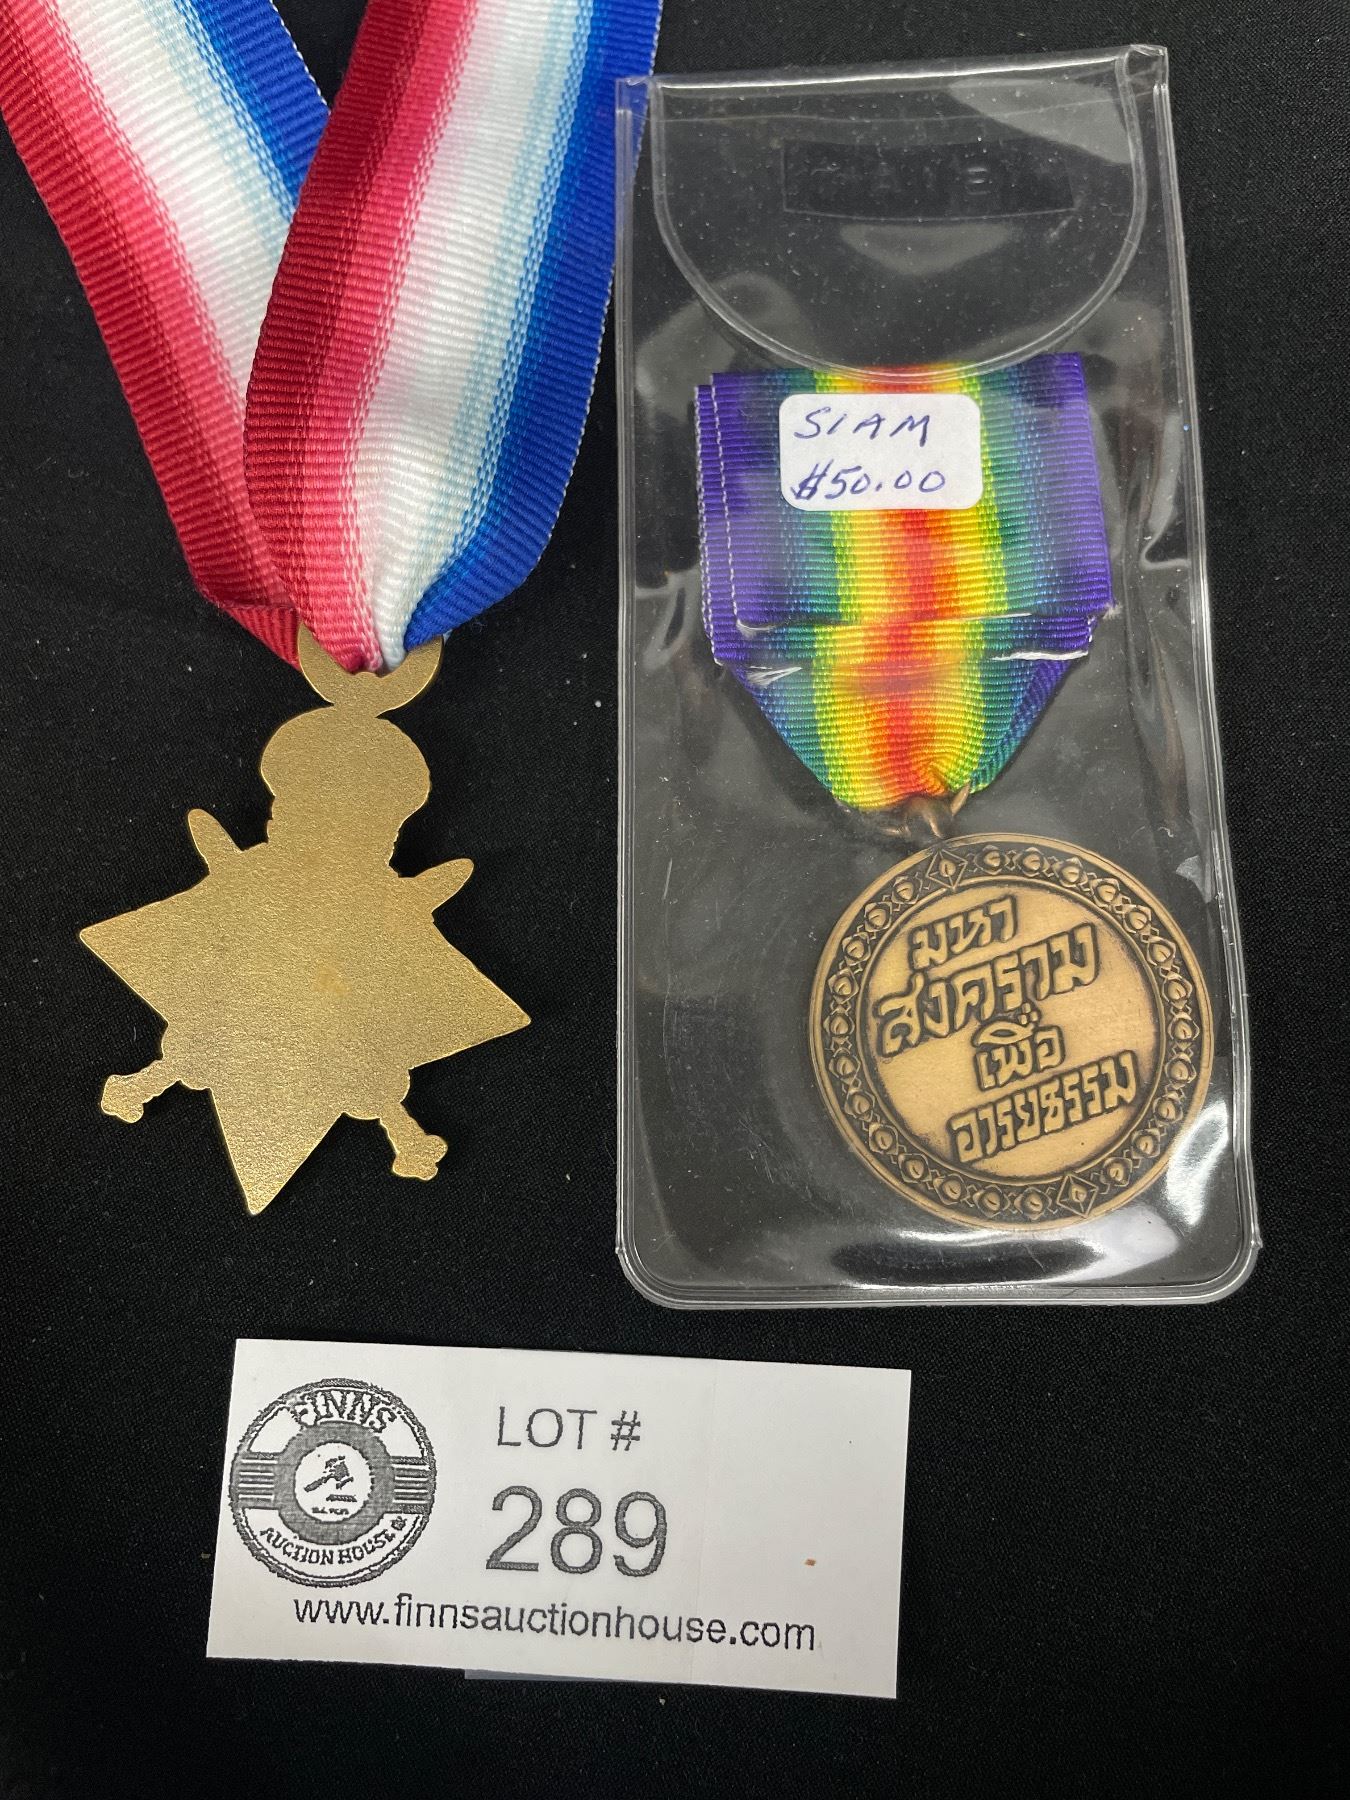 SIAM
$50.00
มหา
สงคราม
เพื่อ
อารยธรรม
FINNS
AUCTION HOUSE
LOT #
289
www.finnsauctionhouse.com